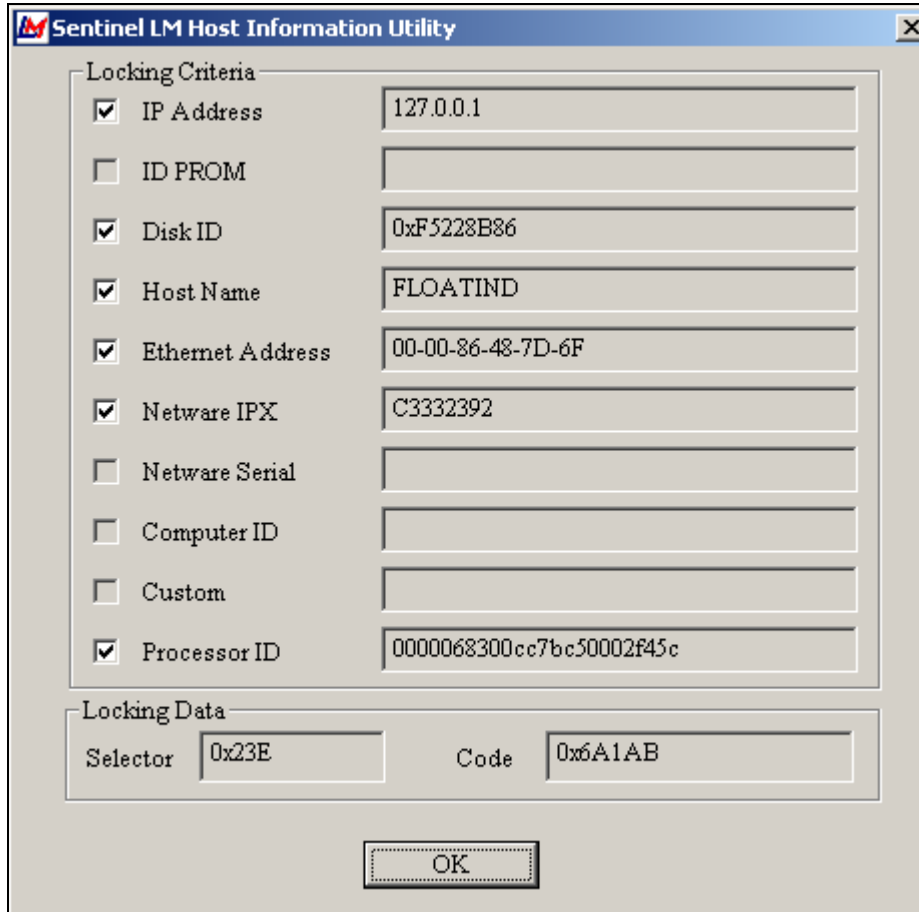 Sentinel LM Host Information Utility
Locking Criteria
IP Address 127.0.0.1
ID PROM
Disk ID 0xF5228B86
Host Name FLOATIND
Ethernet Address 00-00-86-48-7D-6F
Netware IPX C3332392
Netware Serial
Computer ID
Custom
Processor ID 0000068300cc7bc50002f45c
Locking Data
Selector 0x23E Code 0x6A1AB
OK